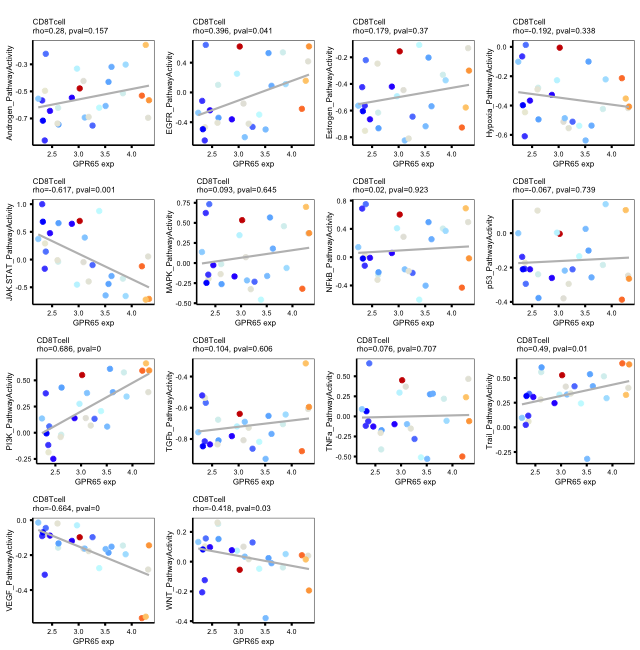 CD8Tcell
rho=0.28, pval=0.157
Androgen_PathwayActivity
-0.3
-0.5
-0.7
2.5
3.0
3.5
4.0
GPR65 exp
CD8Tcell
rho=0.396, pval=0.041
EGFR_PathwayActivity
0.4
0.0
-0.4
2.5
3.0
3.5
4.0
GPR65 exp
CD8Tcell
rho=0.179, pval=0.37
Estrogen_PathwayActivity
-0.2
-0.4
-0.6
-0.8
2.5
3.0
3.5
4.0
GPR65 exp
CD8Tcell
rho=-0.192, pval=0.338
Hypoxia_PathwayActivity
0.0
-0.2
-0.4
-0.6
2.5
3.0
3.5
4.0
GPR65 exp
CD8Tcell
rho=-0.617, pval=0.001
JAK.STAT_PathwayActivity
1.0
0.5
0.0
-0.5
2.5
3.0
3.5
4.0
GPR65 exp
CD8Tcell
rho=0.093, pval=0.645
MAPK_PathwayActivity
0.75
0.50
0.25
0.00
-0.25
-0.50
2.5
3.0
3.5
4.0
GPR65 exp
CD8Tcell
rho=0.02, pval=0.923
NFkB_PathwayActivity
0.8
0.4
0.0
-0.4
2.5
3.0
3.5
4.0
GPR65 exp
CD8Tcell
rho=-0.067, pval=0.739
p53_PathwayActivity
0.0
-0.2
-0.4
2.5
3.0
3.5
4.0
GPR65 exp
CD8Tcell
rho=0.686, pval=0
PI3K_PathwayActivity
0.50
0.25
0.00
-0.25
2.5
3.0
3.5
4.0
GPR65 exp
CD8Tcell
rho=0.104, pval=0.606
TGFb_PathwayActivity
-0.4
-0.6
-0.8
2.5
3.0
3.5
4.0
GPR65 exp
CD8Tcell
rho=0.076, pval=0.707
TNFa_PathwayActivity
0.50
0.25
0.00
-0.25
-0.50
2.5
3.0
3.5
4.0
GPR65 exp
CD8Tcell
rho=0.49, pval=0.01
Trail_PathwayActivity
0.50
0.25
0.00
-0.25
2.5
3.0
3.5
4.0
GPR65 exp
CD8Tcell
rho=-0.664, pval=0
VEGF_PathwayActivity
0.0
-0.2
-0.4
2.5
3.0
3.5
4.0
GPR65 exp
CD8Tcell
rho=-0.418, pval=0.03
WNT_PathwayActivity
0.2
0.0
-0.2
-0.4
2.5
3.0
3.5
4.0
GPR65 exp